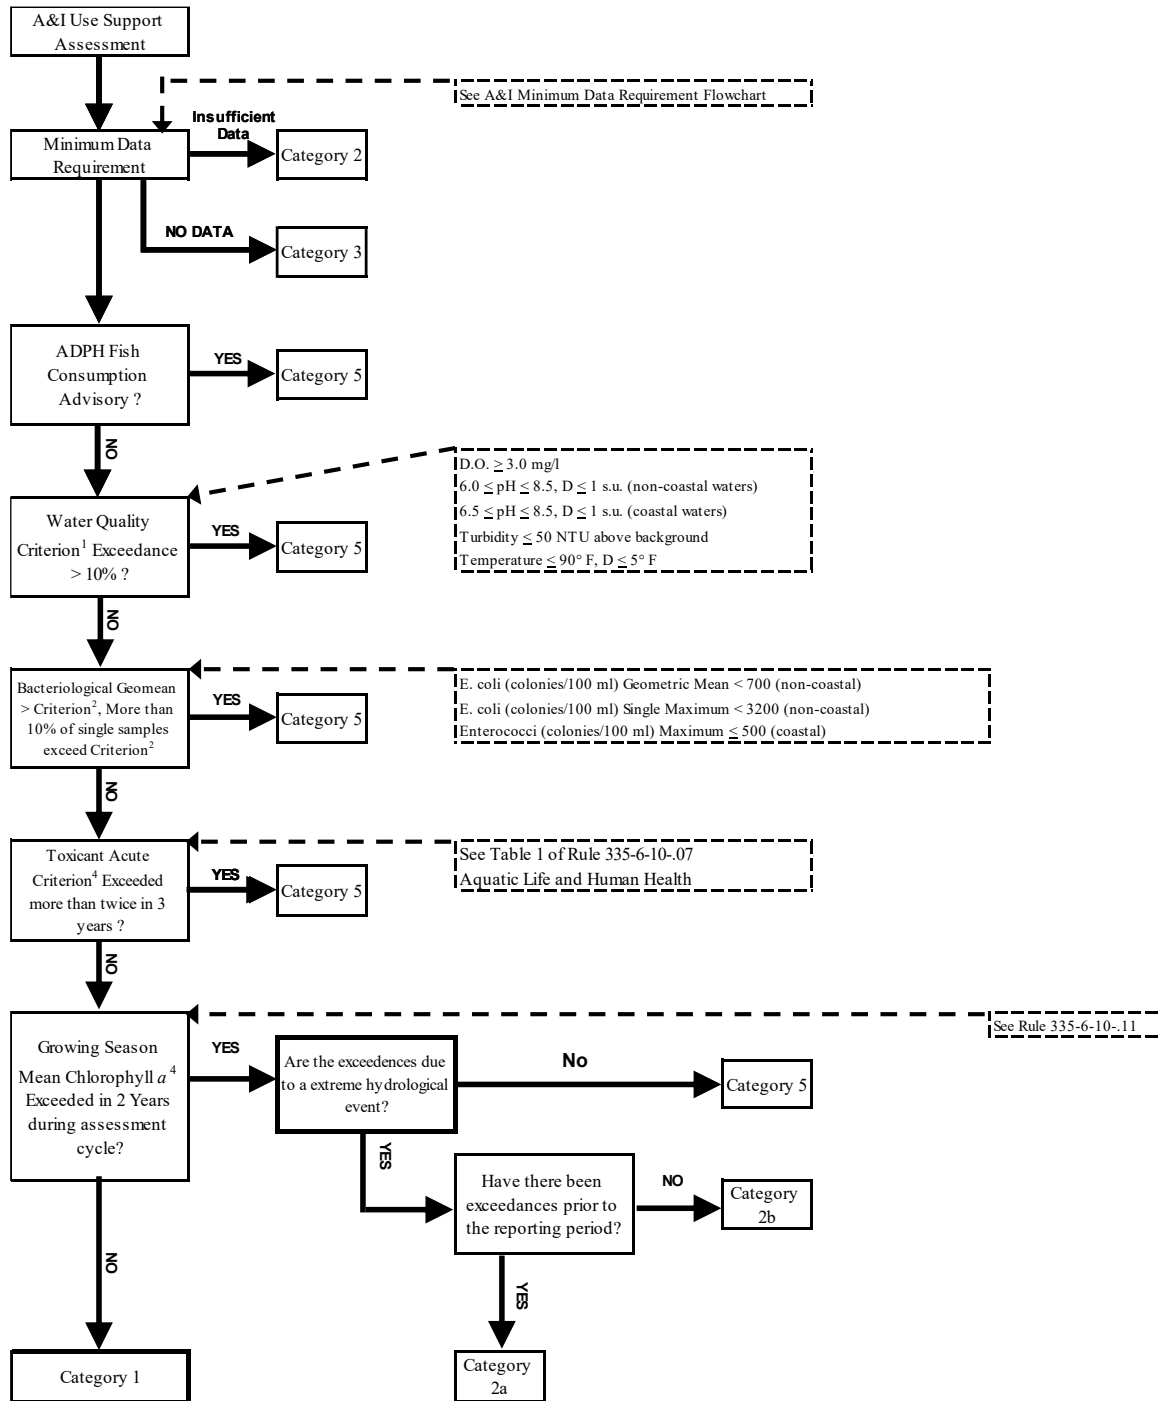 A&I Use Support
Assessment
See A&I Minimum Data Requirement Flowchart
Insufficient
Data
Minimum Data
Requirement
Category 2
NO DATA
Category 3
ADPH Fish
Consumption
Advisory ?
YES
Category 5
NO
D.O. ≥ 3.0 mg/l
6.0 ≤ pH ≤ 8.5, D ≤ 1 s.u. (non-coastal waters)
6.5 ≤ pH ≤ 8.5, D ≤ 1 s.u. (coastal waters)
Turbidity ≤ 50 NTU above background
Temperature ≤ 90° F, D ≤ 5° F
Water Quality
Criterion¹ Exceedance
> 10% ?
YES
Category 5
NO
Bacteriological Geomean
> Criterion², More than
10% of single samples
exceed Criterion²
YES
Category 5
E. coli (colonies/100 ml) Geometric Mean < 700 (non-coastal)
E. coli (colonies/100 ml) Single Maximum < 3200 (non-coastal)
Enterococci (colonies/100 ml) Maximum ≤ 500 (coastal)
NO
Toxicant Acute
Criterion⁴ Exceeded
more than twice in 3
years ?
YES
Category 5
See Table 1 of Rule 335-6-10-.07
Aquatic Life and Human Health
NO
See Rule 335-6-10-.11
Growing Season
Mean Chlorophyll a ⁴
Exceeded in 2 Years
during assessment
cycle?
YES
Are the exceedences due
to a extreme hydrological
event?
No
Category 5
YES
Have there been
exceedances prior to
the reporting period?
NO
Category
2b
NO
YES
Category 1
Category
2a